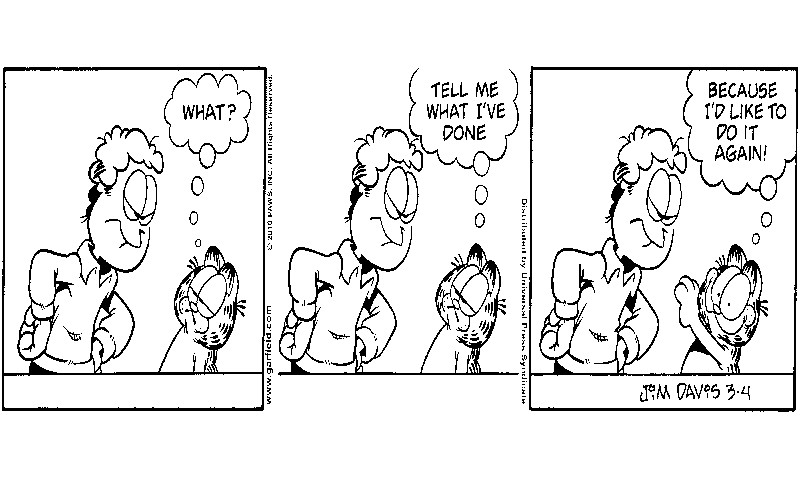 WHAT?
TELL ME
WHAT I'VE
DONE
BECAUSE
I'D LIKE TO
DO IT
AGAIN!
© 2010 PAWS, INC. All Rights Reserved.
www.garfield.com
Distributed by Universal Press Syndicate
JIM DAVIS 3·4